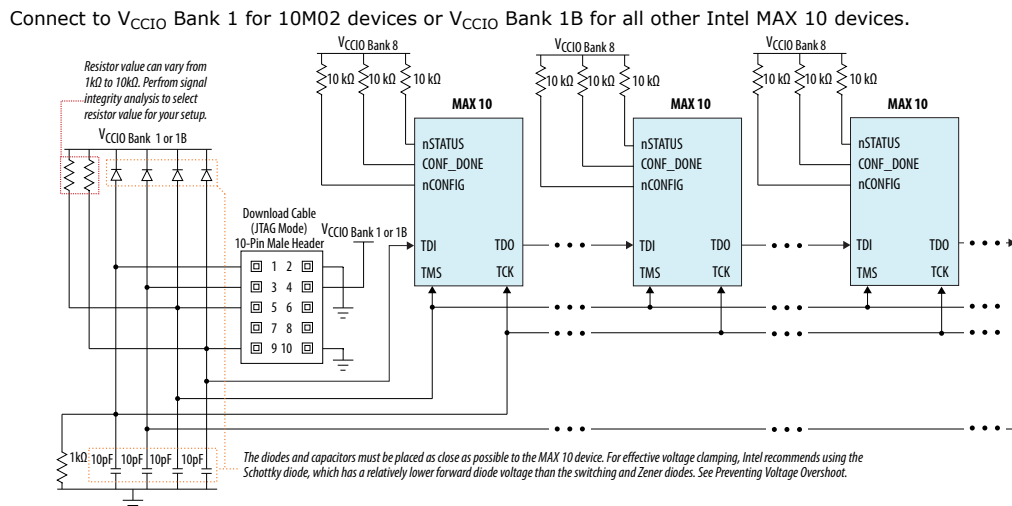 Connect to VCCIO Bank 1 for 10M02 devices or VCCIO Bank 1B for all other Intel MAX 10 devices.
Resistor value can vary from
1kΩ to 10kΩ. Perfrom signal
integrity analysis to select
resistor value for your setup.
VCCIO Bank 1 or 1B
VCCIO Bank 8
10 kΩ 10 kΩ 10 kΩ
MAX 10
nSTATUS
CONF_DONE
nCONFIG
TDI TDO
TMS TCK
VCCIO Bank 8
10 kΩ 10 kΩ 10 kΩ
MAX 10
nSTATUS
CONF_DONE
nCONFIG
TDI TDO
TMS TCK
VCCIO Bank 8
10 kΩ 10 kΩ 10 kΩ
MAX 10
nSTATUS
CONF_DONE
nCONFIG
TDI TDO
TMS TCK
Download Cable
(JTAG Mode)
10-Pin Male Header
VCCIO Bank 1 or 1B
1 2
3 4
5 6
7 8
9 10
1kΩ 10pF 10pF 10pF 10pF
The diodes and capacitors must be placed as close as possible to the MAX 10 device. For effective voltage clamping, Intel recommends using the
Schottky diode, which has a relatively lower forward diode voltage than the switching and Zener diodes. See Preventing Voltage Overshoot.